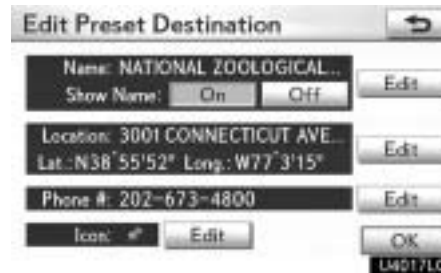 Edit Preset Destination
Name: NATIONAL ZOOLOGICAL...
Edit
Show Name: On Off
Location: 3001 CONNECTICUT AVE...
Edit
Lat.:N38°55'52" Long.:W77°3'15"
Phone #: 202-673-4800
Edit
Icon: Edit
OK
LM017LC